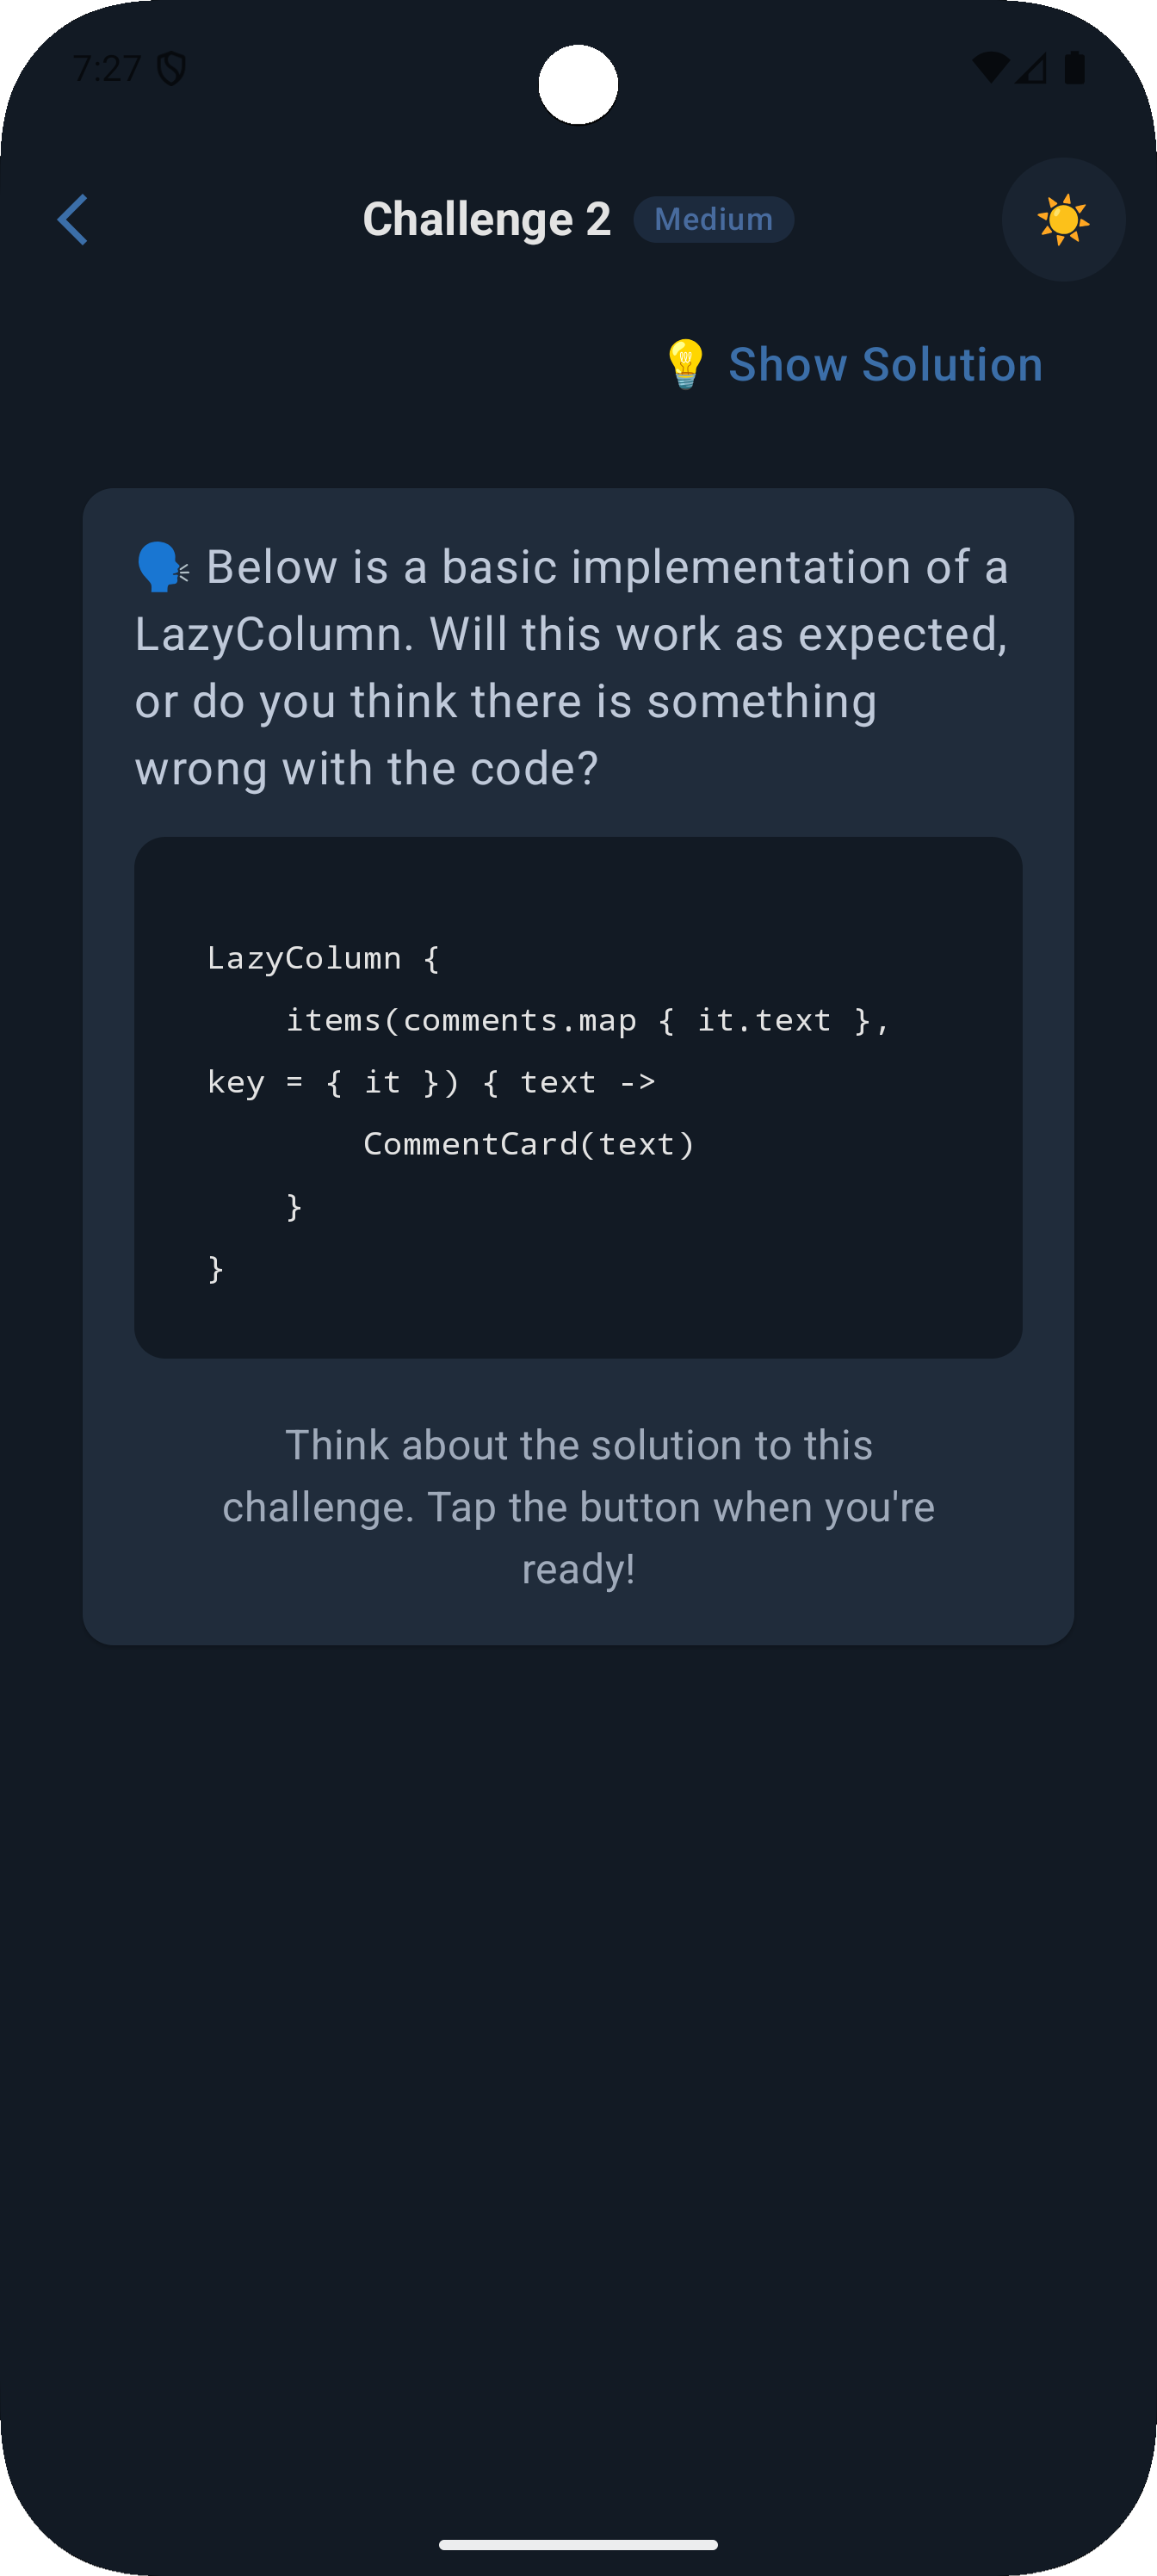 7:27
Challenge 2 Medium
💡 Show Solution
🗣️ Below is a basic implementation of a
LazyColumn. Will this work as expected,
or do you think there is something
wrong with the code?
LazyColumn {
    items(comments.map { it.text },
key = { it }) { text ->
        CommentCard(text)
    }
}
Think about the solution to this
challenge. Tap the button when you're
ready!